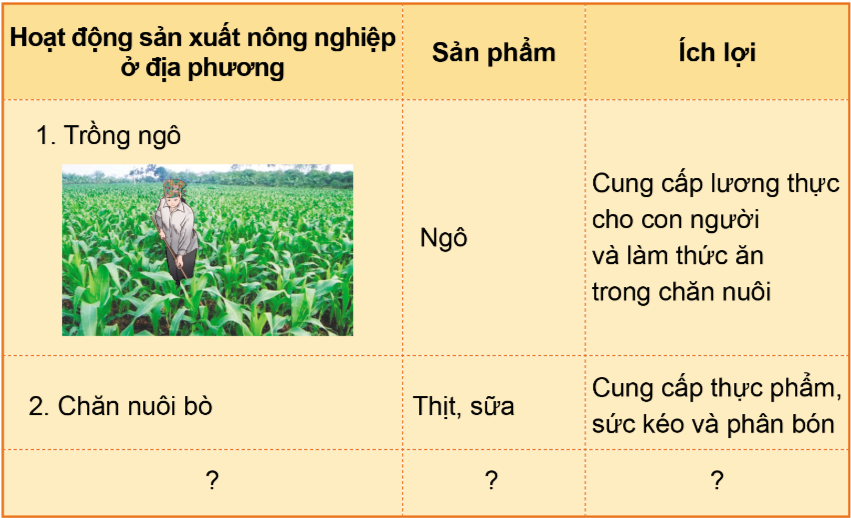 Hoạt động sản xuất nông nghiệp
ở địa phương
Sản phẩm
Ích lợi
1. Trồng ngô
Ngô
Cung cấp lương thực
cho con người
và làm thức ăn
trong chăn nuôi
2. Chăn nuôi bò
Thịt, sữa
Cung cấp thực phẩm,
sức kéo và phân bón
?
?
?